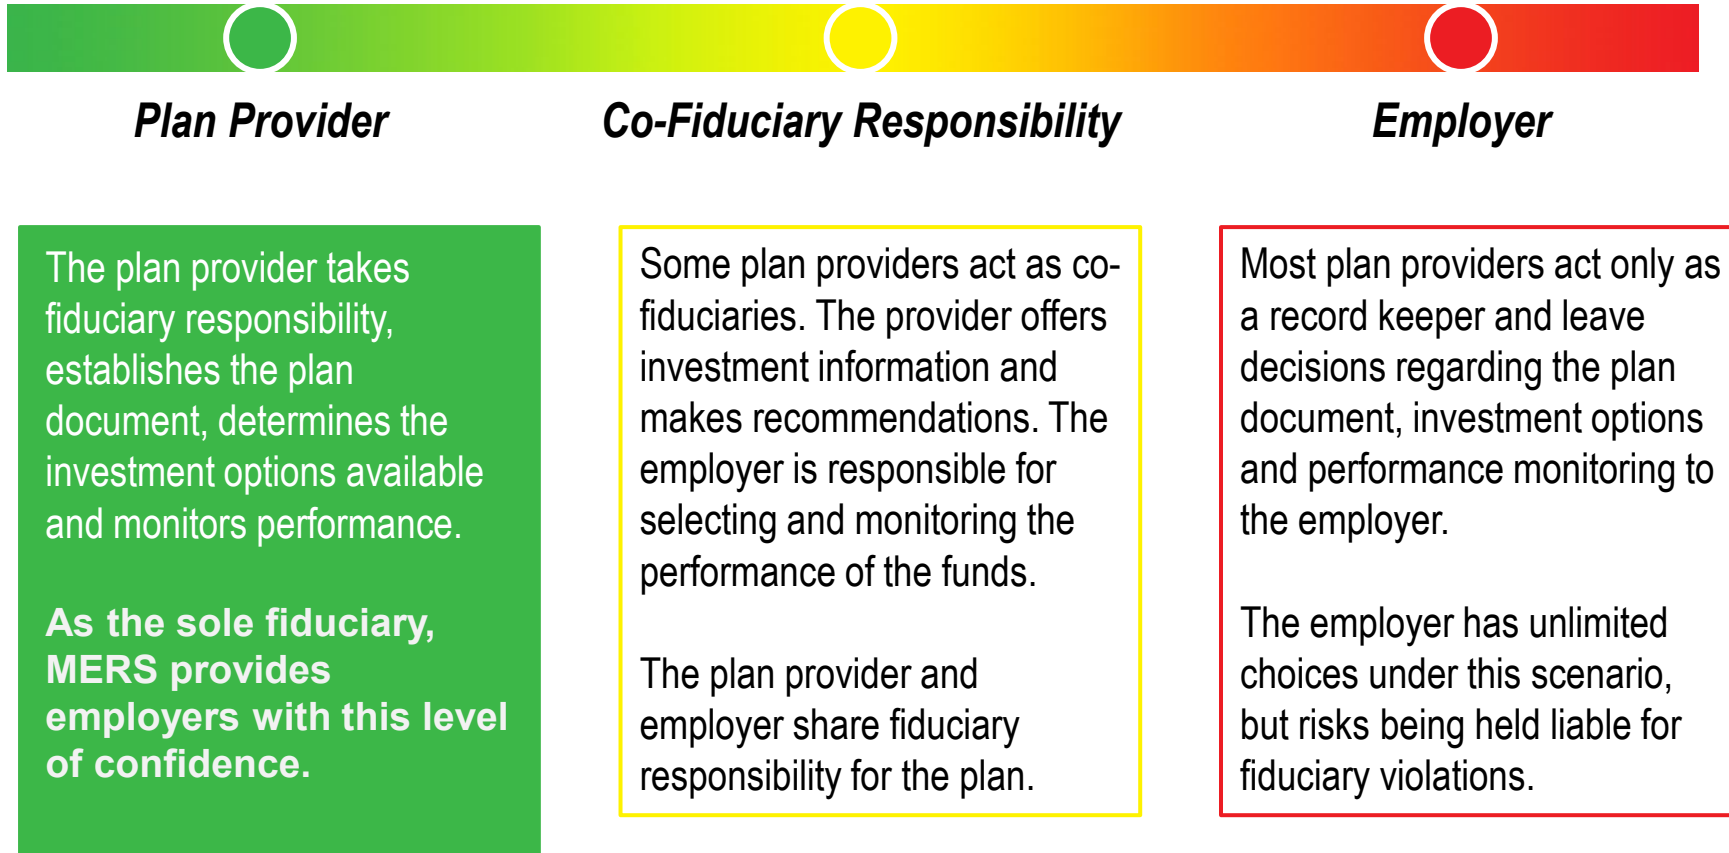 Plan Provider
Co-Fiduciary Responsibility
Employer
The plan provider takes
fiduciary responsibility,
establishes the plan
document, determines the
investment options available
and monitors performance.
As the sole fiduciary,
MERS provides
employers with this level
of confidence.
Some plan providers act as co-
fiduciaries. The provider offers
investment information and
makes recommendations. The
employer is responsible for
selecting and monitoring the
performance of the funds.
The plan provider and
employer share fiduciary
responsibility for the plan.
Most plan providers act only as
a record keeper and leave
decisions regarding the plan
document, investment options
and performance monitoring to
the employer.
The employer has unlimited
choices under this scenario,
but risks being held liable for
fiduciary violations.